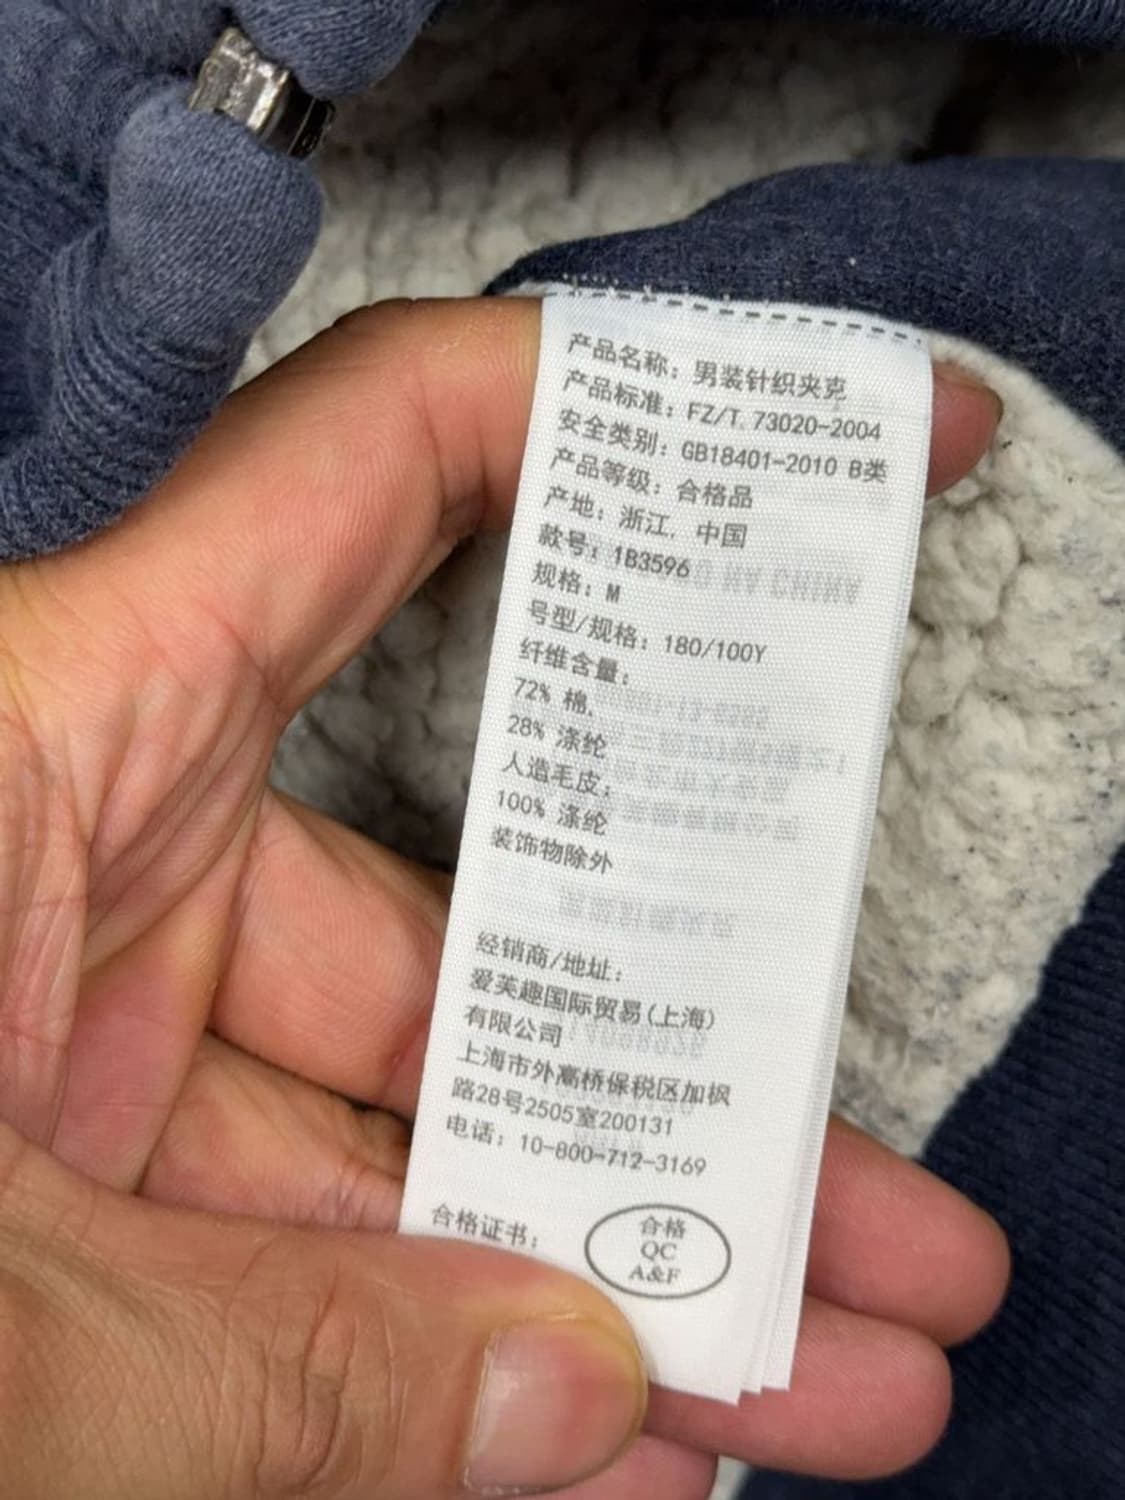 产品名称：男装针织夹克
产品标准：FZ/T 73020-2004
安全类别：GB18401-2010 B类
产品等级：合格品
产地：浙江，中国
款号：1B3596
规格：M
号型/规格：180/100Y
纤维含量：
72% 棉，
28% 涤纶
人造毛皮：
100% 涤纶
装饰物除外
经销商/地址：
爱芙趣国际贸易(上海)
有限公司
上海市外高桥保税区加枫
路28号2505室200131
电话：10-800-712-3169
合格证书：
合格
QC
A&F